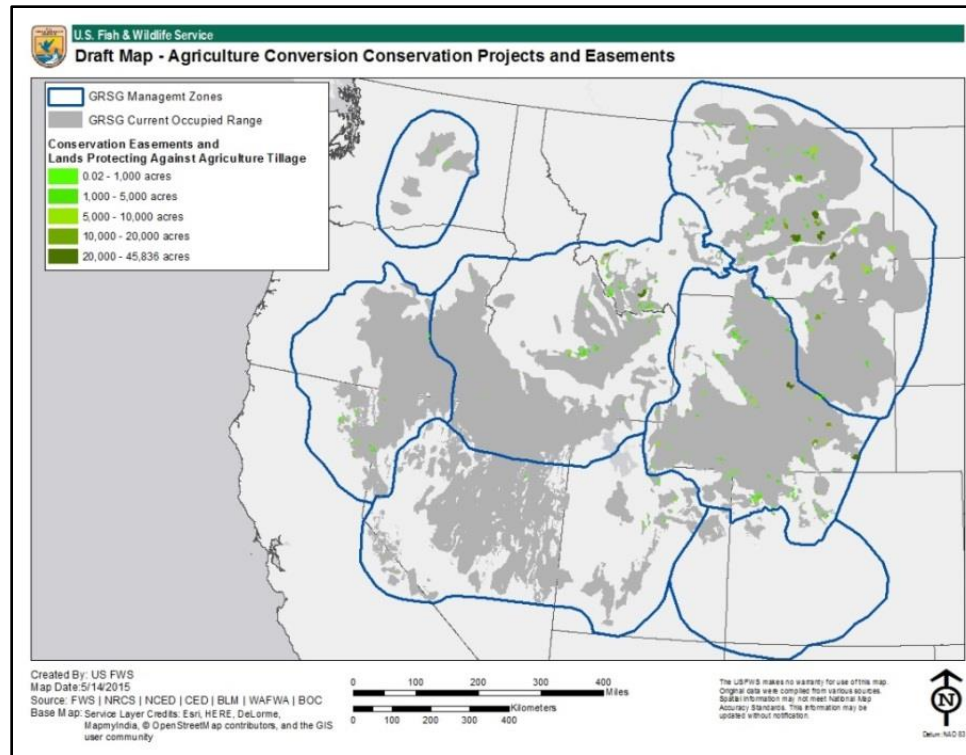 U.S. Fish & Wildlife Service
Draft Map - Agriculture Conversion Conservation Projects and Easements
GRSG Managemt Zones
GRSG Current Occupied Range
Conservation Easements and
Lands Protecting Against Agriculture Tillage
0.02 - 1,000 acres
1,000 - 5,000 acres
5,000 - 10,000 acres
10,000 - 20,000 acres
20,000 - 45,836 acres
Created By: US FWS
Map Date:5/14/2015
Source: FWS | NRCS | NCED | CED | BLM | WAFWA | BOC
Base Map: Service Layer Credits: Esri, HERE, DeLorme,
MapmyIndia, © OpenStreetMap contributors, and the GIS
user community
0 100 200 300 400
Miles
Kilometers
0 100 200 300 400
The USFWS makes no warranty for use of this map.
Original data were compiled from various sources.
Spatial information may not meet National Map
Accuracy Standards. This information may be
updated without notification.
N
Datum: NAD 83